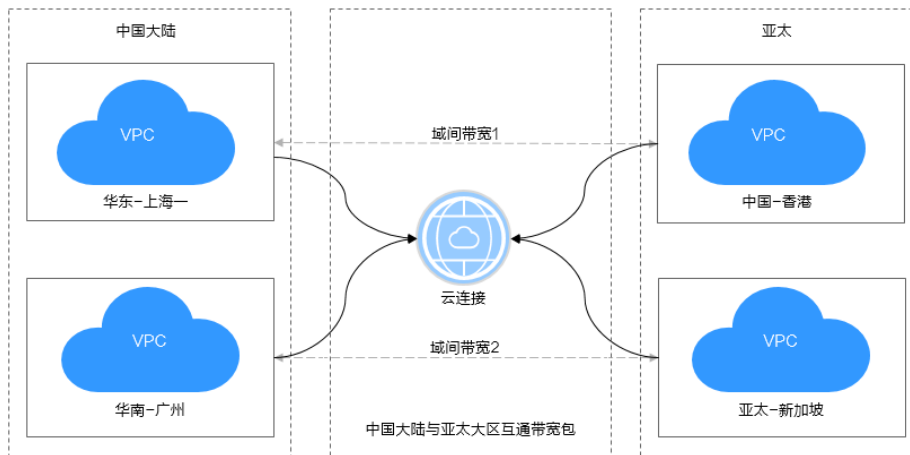 中国大陆
亚太
VPC
VPC
域间带宽1
华东-上海一
中国-香港
云连接
VPC
VPC
域间带宽2
华南-广州
亚太-新加坡
中国大陆与亚太大区互通带宽包